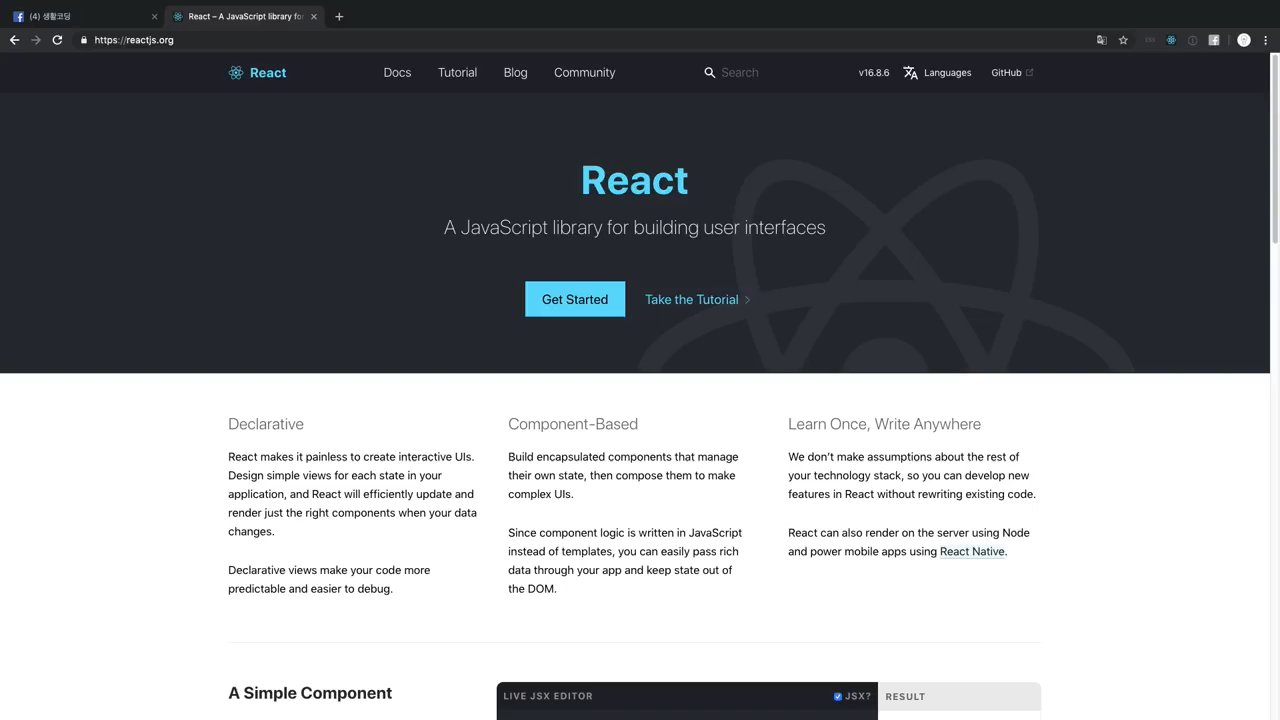 (4) 생활코딩
React – A JavaScript library for
https://reactjs.org
React
Docs
Tutorial
Blog
Community
Search
v16.8.6
Languages
GitHub
React
A JavaScript library for building user interfaces
Get Started
Take the Tutorial
Declarative
React makes it painless to create interactive UIs.
Design simple views for each state in your
application, and React will efficiently update and
render just the right components when your data
changes.
Declarative views make your code more
predictable and easier to debug.
Component-Based
Build encapsulated components that manage
their own state, then compose them to make
complex UIs.
Since component logic is written in JavaScript
instead of templates, you can easily pass rich
data through your app and keep state out of
the DOM.
Learn Once, Write Anywhere
We don’t make assumptions about the rest of
your technology stack, so you can develop new
features in React without rewriting existing code.
React can also render on the server using Node
and power mobile apps using React Native.
A Simple Component
LIVE JSX EDITOR
JSX?
RESULT